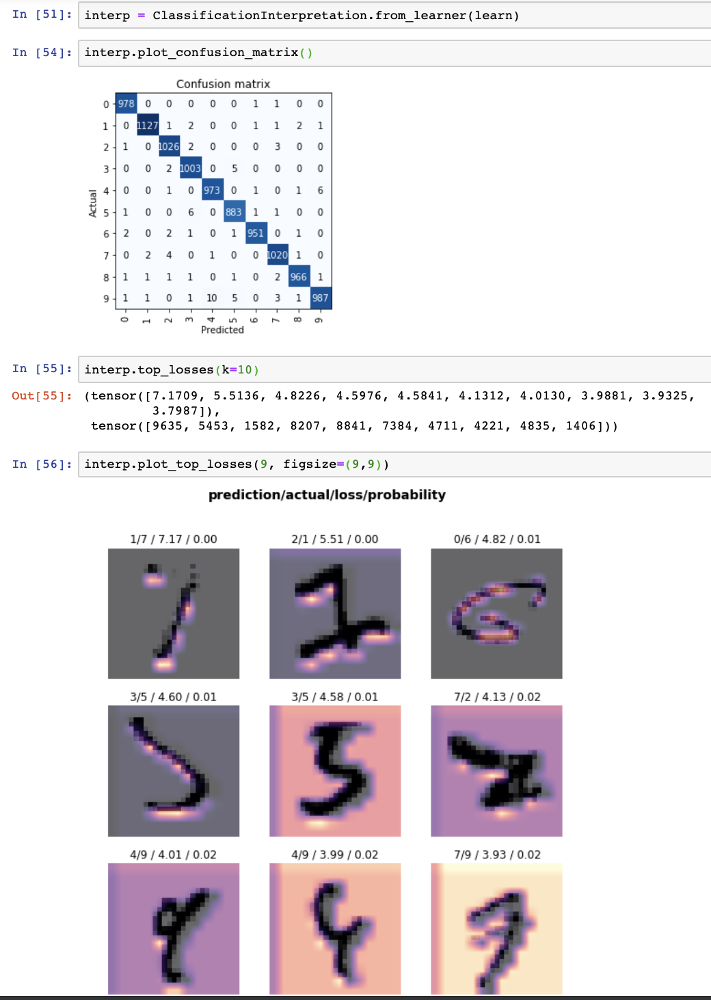 In [51]: interp = ClassificationInterpretation.from_learner(learn)
In [54]: interp.plot_confusion_matrix()
Confusion matrix
0 978 0 0 0 0 0 1 1 0 0
1 0 1127 1 2 0 0 1 1 2 1
2 1 0 1026 2 0 0 0 3 0 0
3 0 0 2 1003 0 5 0 0 0 0
4 0 0 1 0 973 0 1 0 1 6
5 1 0 0 6 0 883 1 1 0 0
6 2 0 2 1 0 1 951 0 1 0
7 0 2 4 0 1 0 0 1020 1 0
8 1 1 1 1 0 1 0 2 966 1
9 1 1 0 1 10 5 0 3 1 987
Actual
0 1 2 3 4 5 6 7 8 9
Predicted
In [55]: interp.top_losses(k=10)
Out[55]: (tensor([7.1709, 5.5136, 4.8226, 4.5976, 4.5841, 4.1312, 4.0130, 3.9881, 3.9325,
3.7987]),
tensor([9635, 5453, 1582, 8207, 8841, 7384, 4711, 4221, 4835, 1406]))
In [56]: interp.plot_top_losses(9, figsize=(9,9))
prediction/actual/loss/probability
1/7 / 7.17 / 0.00 2/1 / 5.51 / 0.00 0/6 / 4.82 / 0.01
3/5 / 4.60 / 0.01 3/5 / 4.58 / 0.01 7/2 / 4.13 / 0.02
4/9 / 4.01 / 0.02 4/9 / 3.99 / 0.02 7/9 / 3.93 / 0.02